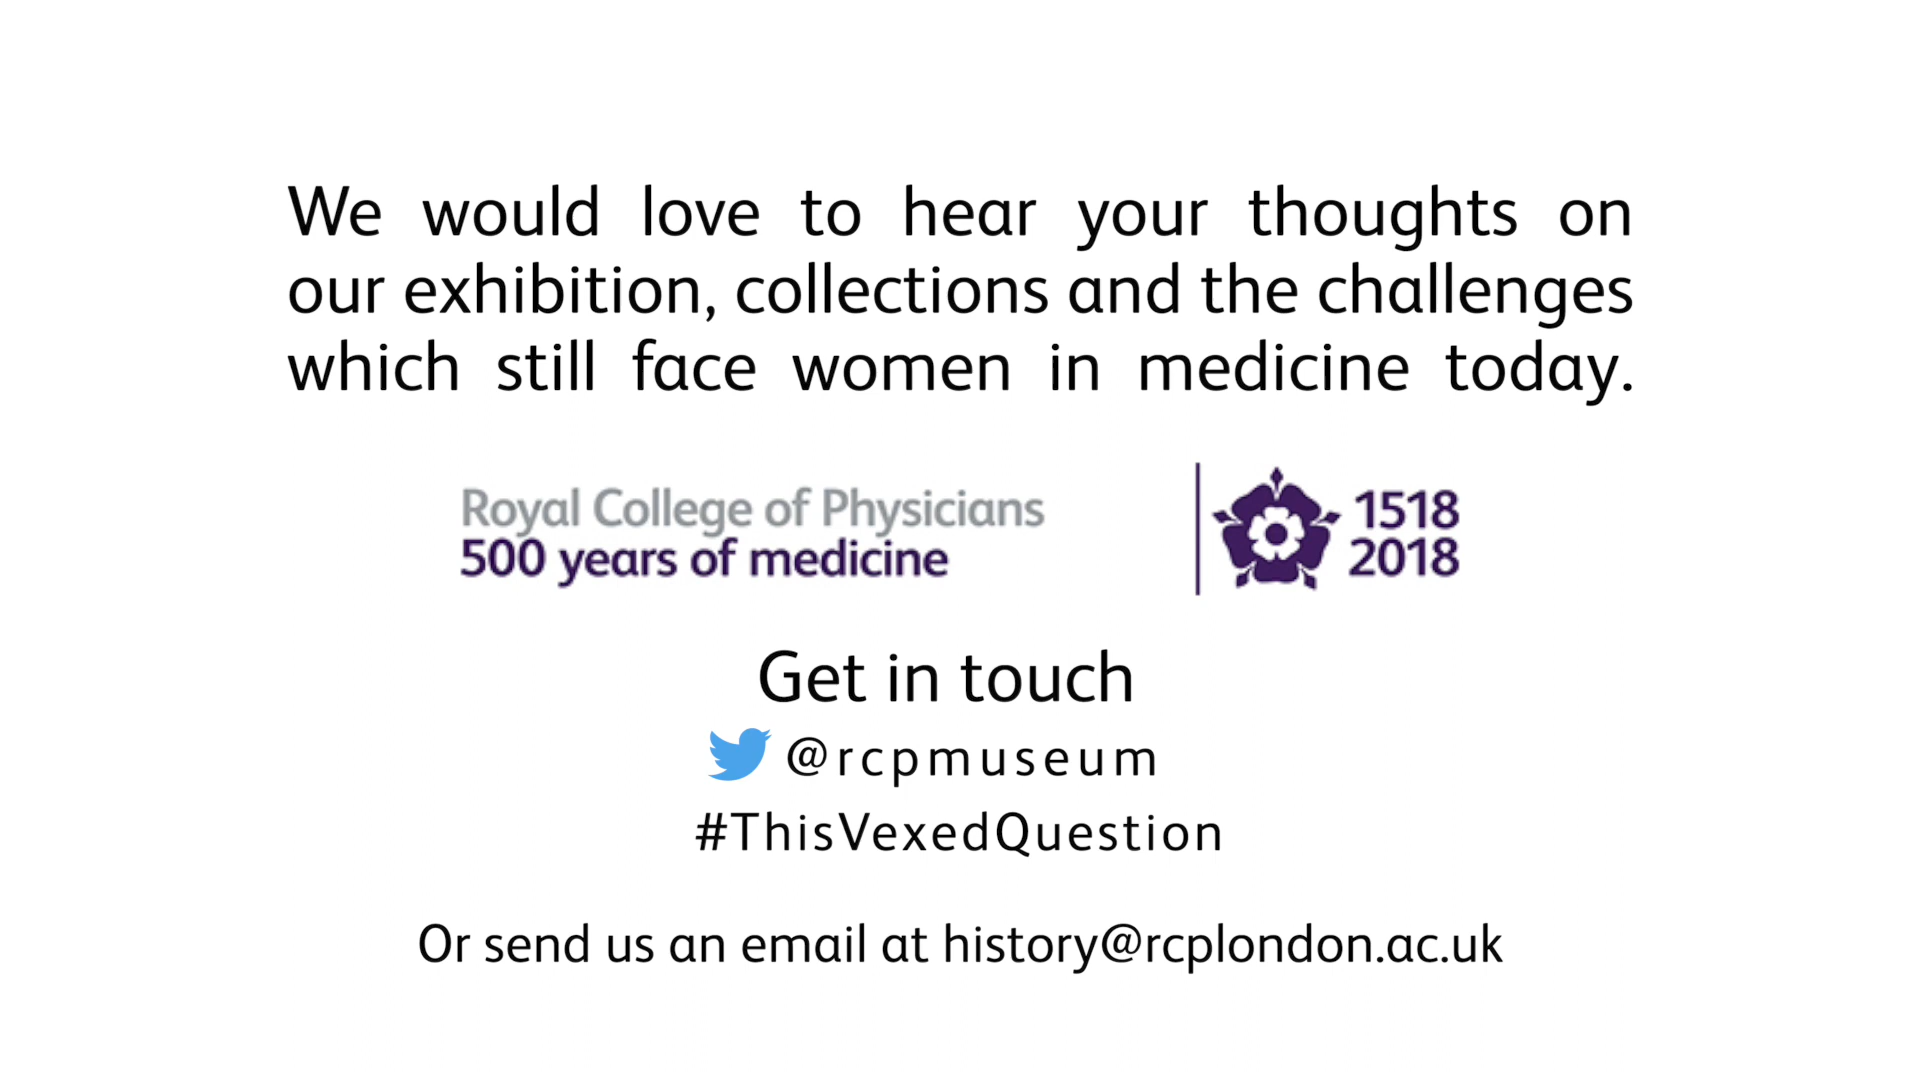 We would love to hear your thoughts on
our exhibition, collections and the challenges
which still face women in medicine today.
Royal College of Physicians
500 years of medicine
1518
2018
Get in touch
@rcpmuseum
#ThisVexedQuestion
Or send us an email at history@rcplondon.ac.uk